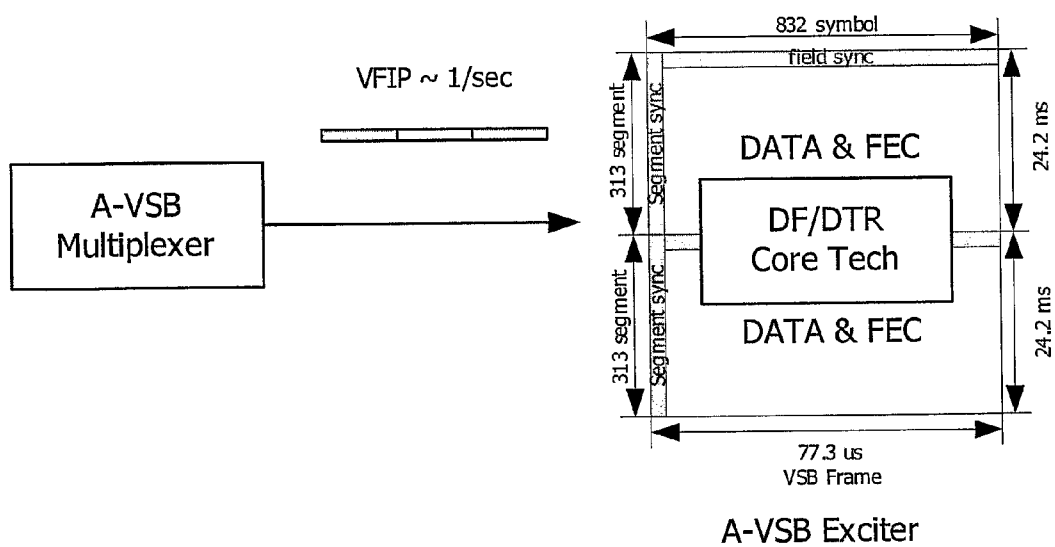 832 symbol
field sync
VFIP ~ 1/sec
313 segment
Segment sync
24.2 ms
DATA & FEC
A-VSB
Multiplexer
DF/DTR
Core Tech
313 segment
Segment sync
24.2 ms
DATA & FEC
77.3 us
VSB Frame
A-VSB Exciter